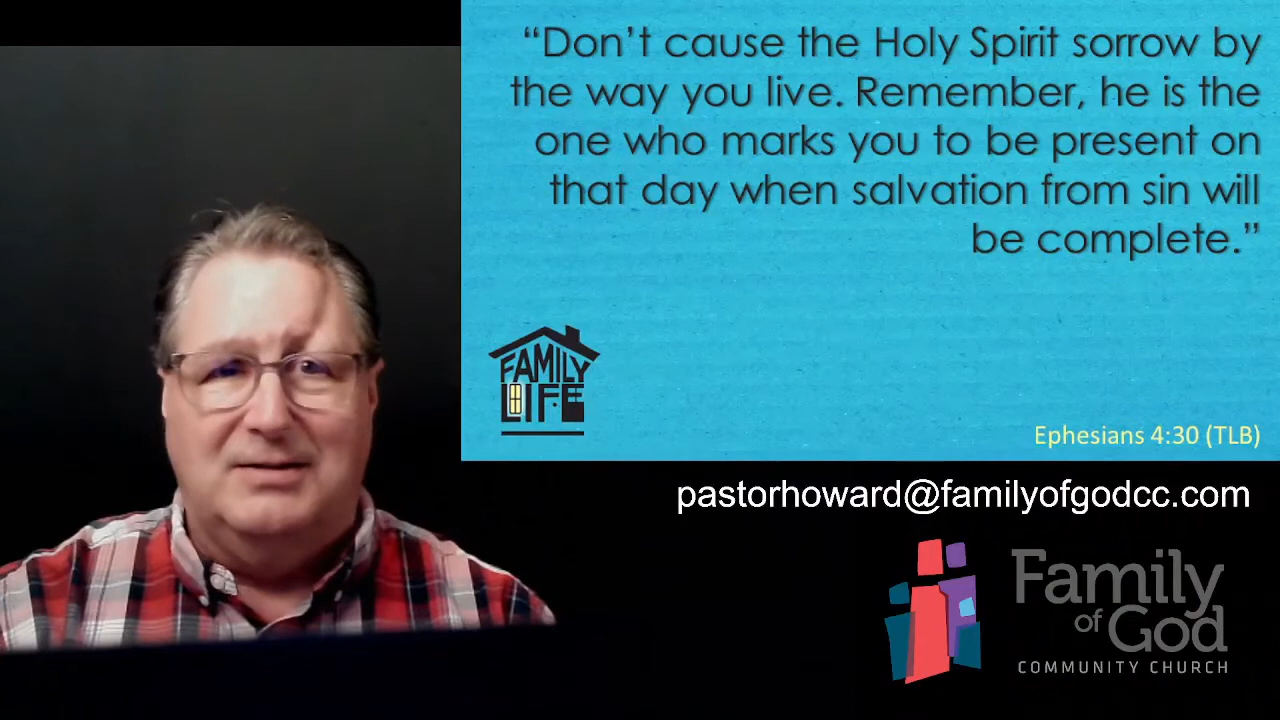 “Don’t cause the Holy Spirit sorrow by
the way you live. Remember, he is the
one who marks you to be present on
that day when salvation from sin will
be complete.”
FAMILY
LIFE
Ephesians 4:30 (TLB)
pastorhoward@familyofgodcc.com
Family
of God
COMMUNITY CHURCH